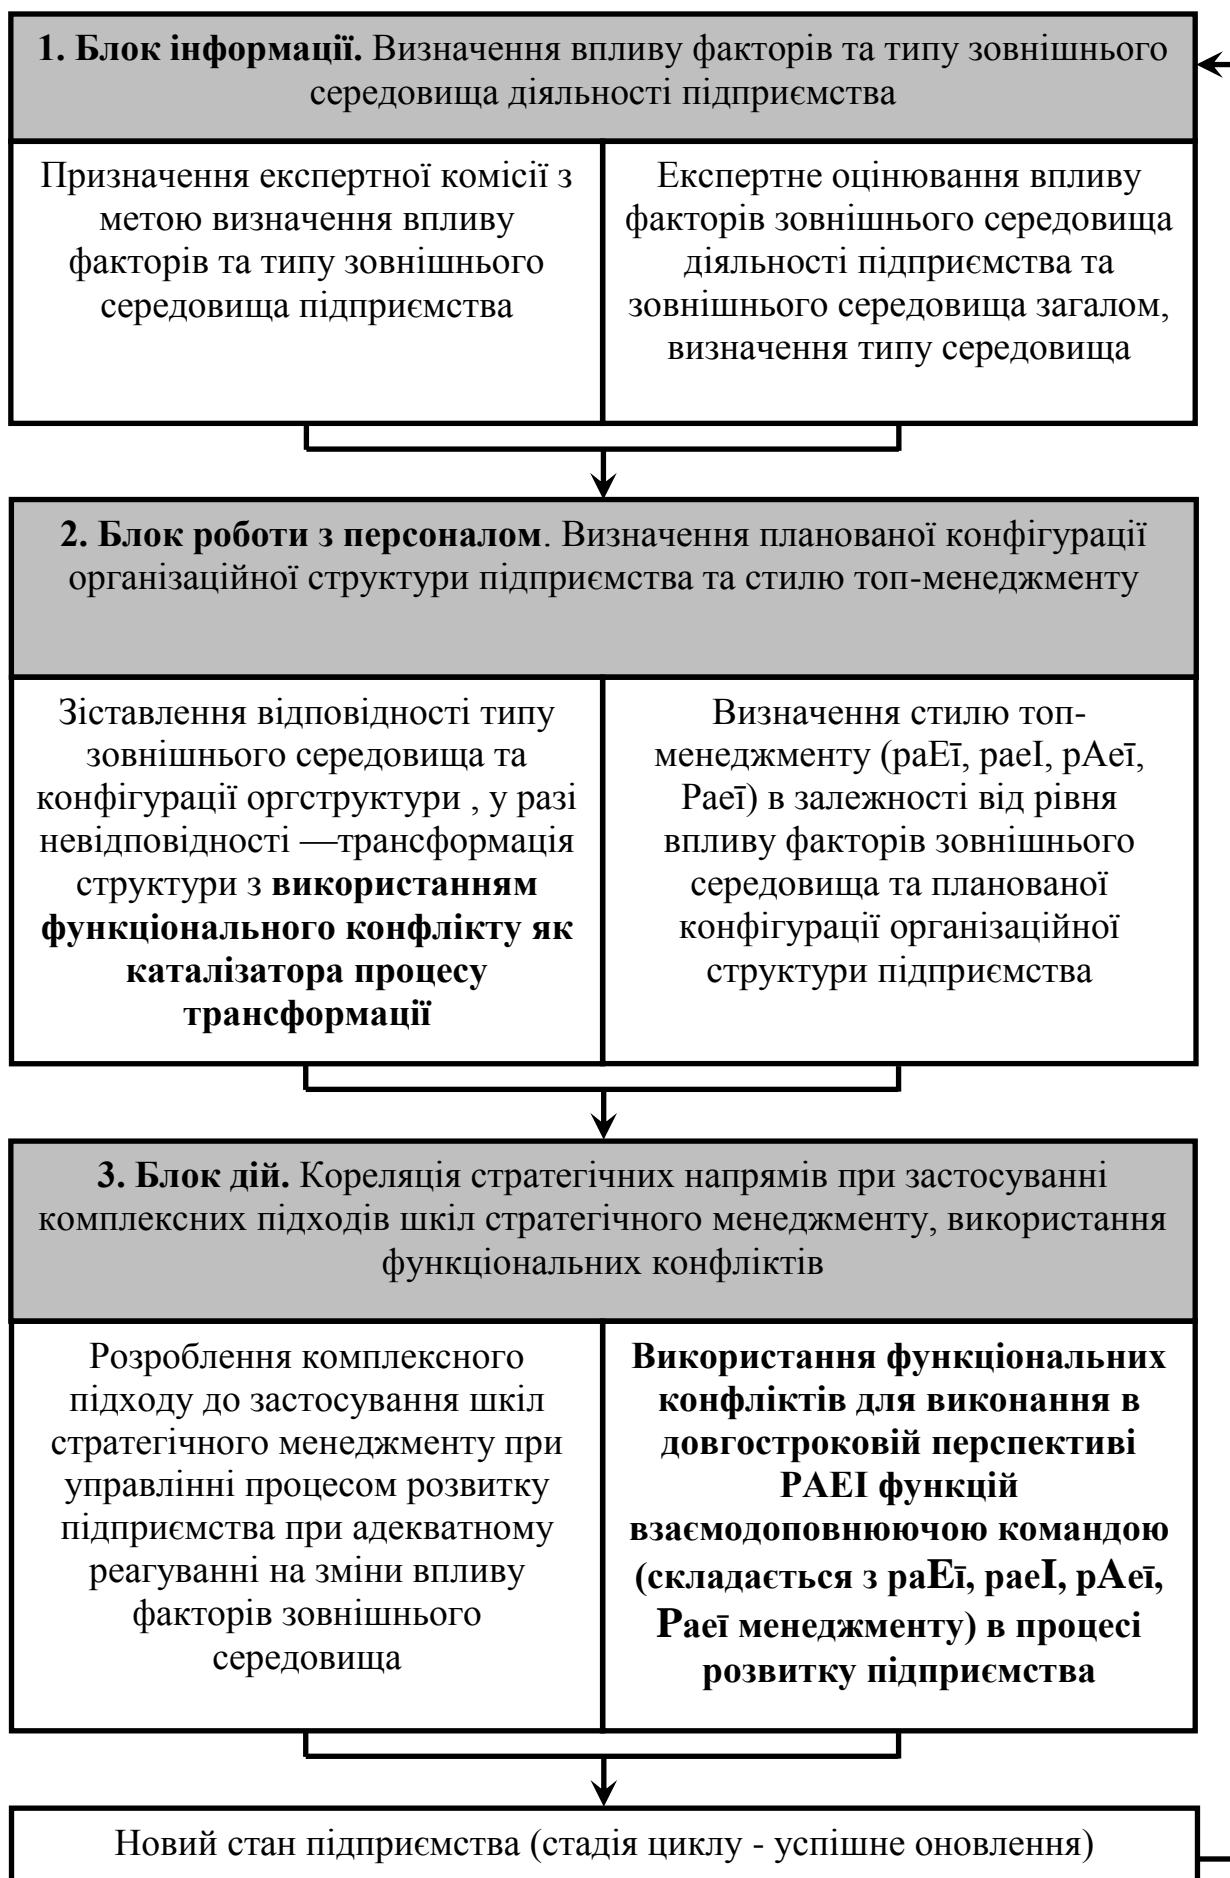 1. Блок інформації. Визначення впливу факторів та типу зовнішнього
середовища діяльності підприємства
Призначення експертної комісії з
метою визначення впливу
факторів та типу зовнішнього
середовища підприємства
Експертне оцінювання впливу
факторів зовнішнього середовища
діяльності підприємства та
зовнішнього середовища загалом,
визначення типу середовища
2. Блок роботи з персоналом. Визначення планованої конфігурації
організаційної структури підприємства та стилю топ-менеджменту
Зіставлення відповідності типу
зовнішнього середовища та
конфігурації оргструктури , у разі
невідповідності —трансформація
структури з використанням
функціонального конфлікту як
каталізатора процесу
трансформації
Визначення стилю топ-
менеджменту (paEī, paeI, pAeī,
Paeī) в залежності від рівня
впливу факторів зовнішнього
середовища та планованої
конфігурації організаційної
структури підприємства
3. Блок дій. Кореляція стратегічних напрямів при застосуванні
комплексних підходів шкіл стратегічного менеджменту, використання
функціональних конфліктів
Розроблення комплексного
підходу до застосування шкіл
стратегічного менеджменту при
управлінні процесом розвитку
підприємства при адекватному
реагуванні на зміни впливу
факторів зовнішнього
середовища
Використання функціональних
конфліктів для виконання в
довгостроковій перспективі
PAEI функцій
взаємодоповнюючою командою
(складається з paEī, paeI, pAeī,
Paeī менеджменту) в процесі
розвитку підприємства
Новий стан підприємства (стадія циклу - успішне оновлення)